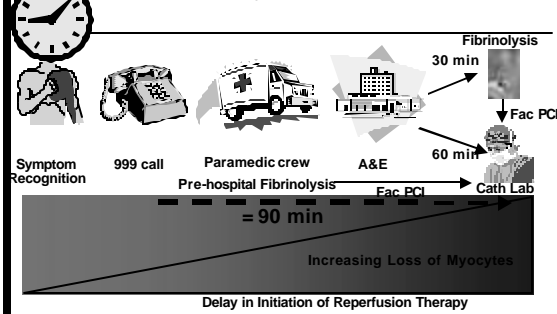 Fibrinolysis
30 min
Fac PCI
60 min
Symptom
Recognition
999 call
Paramedic crew
A&E
Cath Lab
Pre-hospital Fibrinolysis
Fac PCI
= 90 min
Increasing Loss of Myocytes
Delay in Initiation of Reperfusion Therapy